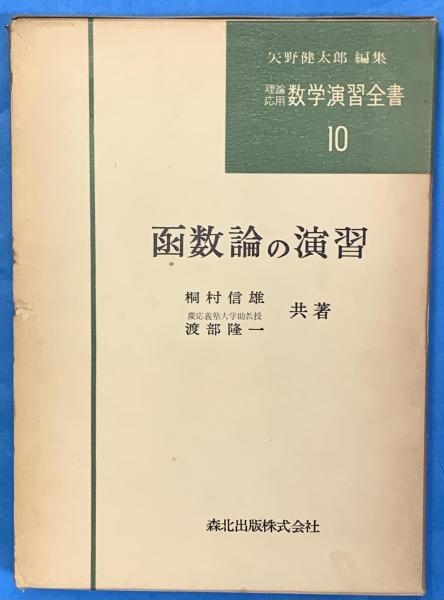 矢野健太郎 編集
理論
応用 数学演習全書
10
函数論の演習
桐村信雄
慶応義塾大学助教授
渡部隆一
共著
森北出版株式会社